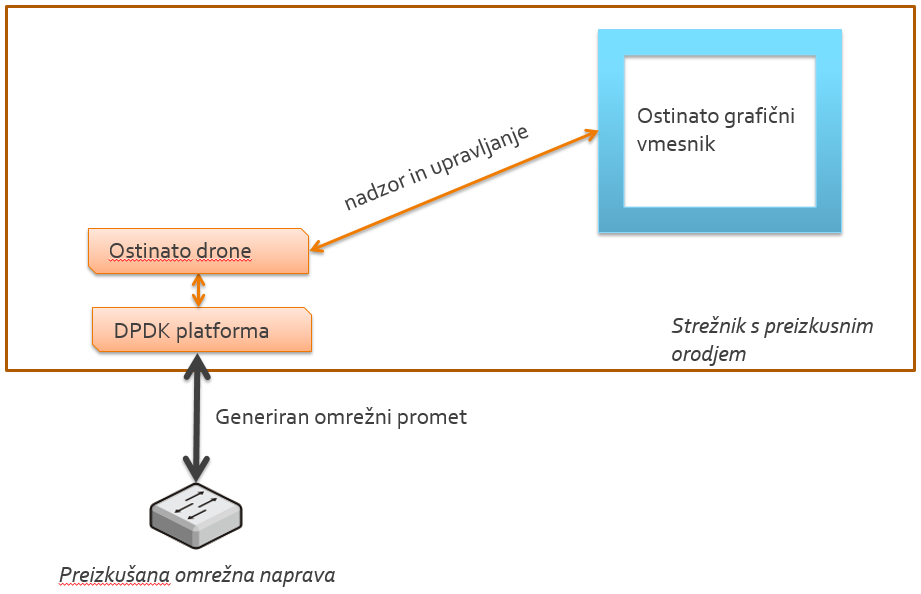 Ostinato grafični
vmesnik
nadzor in upravljanje
Ostinato drone
DPDK platforma
Strežnik s preizkusnim
orodjem
Generiran omrežni promet
Preizkušana omrežna naprava